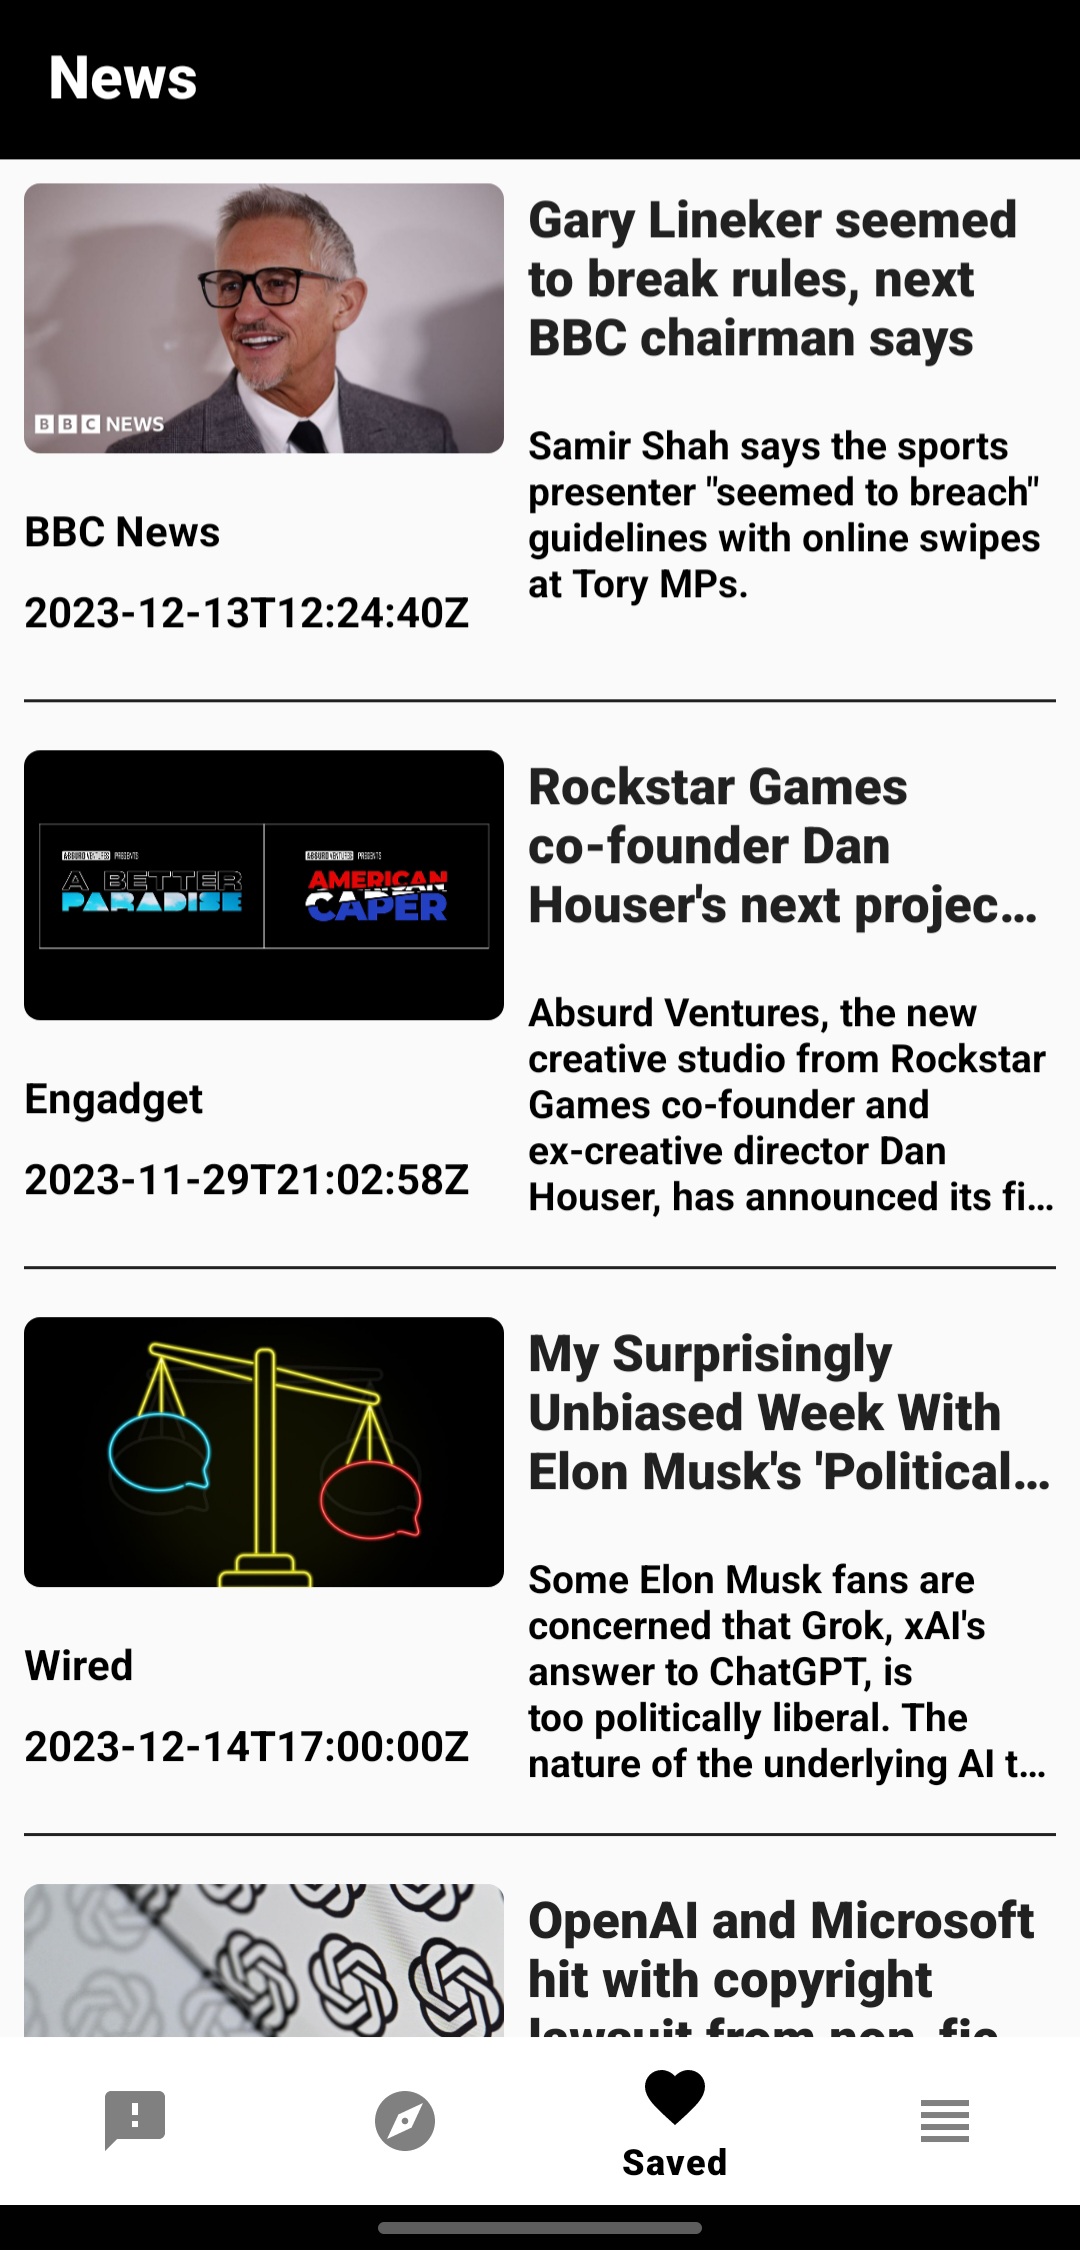 News
BBC NEWS
BBC News
2023-12-13T12:24:40Z
Gary Lineker seemed
to break rules, next
BBC chairman says
Samir Shah says the sports
presenter "seemed to breach"
guidelines with online swipes
at Tory MPs.
ABSURD VENTURES PRESENTS
A BETTER
PARADISE
ABSURD VENTURES PRESENTS
AMERICAN
CAPER
Engadget
2023-11-29T21:02:58Z
Rockstar Games
co-founder Dan
Houser's next projec…
Absurd Ventures, the new
creative studio from Rockstar
Games co-founder and
ex-creative director Dan
Houser, has announced its fi…
Wired
2023-12-14T17:00:00Z
My Surprisingly
Unbiased Week With
Elon Musk's 'Political…
Some Elon Musk fans are
concerned that Grok, xAI's
answer to ChatGPT, is
too politically liberal. The
nature of the underlying AI t…
OpenAI and Microsoft
hit with copyright
lawsuit from non-fic
Saved